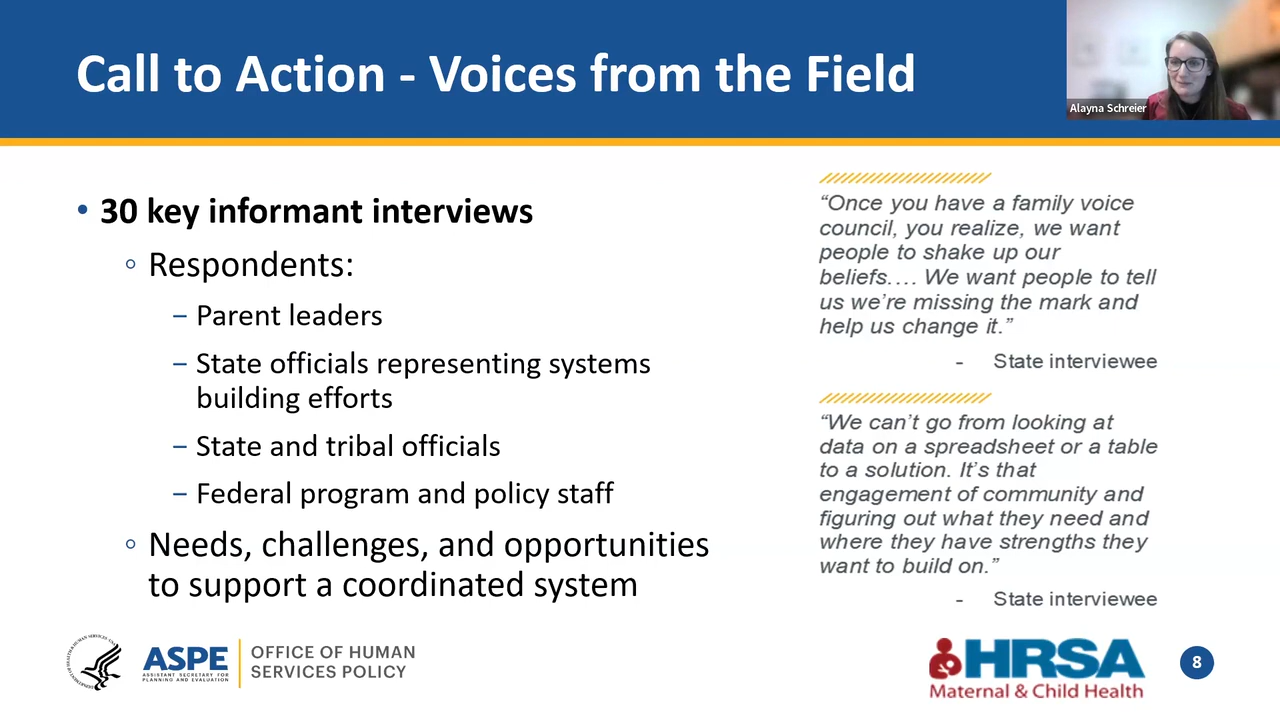 Call to Action - Voices from the Field
Alayna Schreier
• 30 key informant interviews
◦ Respondents:
– Parent leaders
– State officials representing systems
building efforts
– State and tribal officials
– Federal program and policy staff
◦ Needs, challenges, and opportunities
to support a coordinated system
“Once you have a family voice
council, you realize, we want
people to shake up our
beliefs…. We want people to tell
us we’re missing the mark and
help us change it.”
- State interviewee
“We can’t go from looking at
data on a spreadsheet or a table
to a solution. It’s that
engagement of community and
figuring out what they need and
where they have strengths they
want to build on.”
- State interviewee
ASPE
ASSISTANT SECRETARY FOR
PLANNING AND EVALUATION
OFFICE OF HUMAN
SERVICES POLICY
HRSA
Maternal & Child Health
8